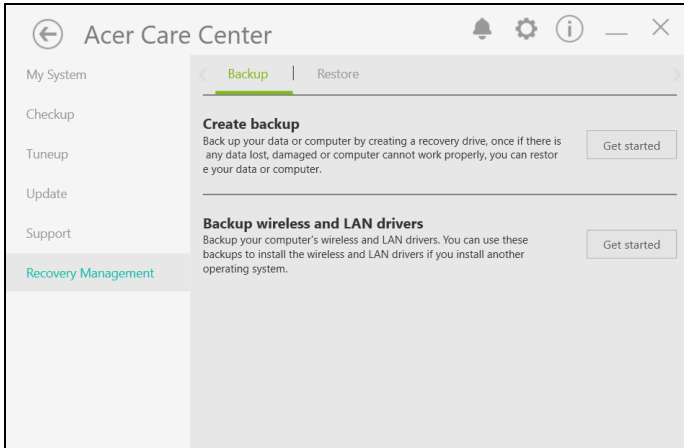 Acer Care Center
My System
Checkup
Tuneup
Update
Support
Recovery Management
Backup
Restore
Create backup
Back up your data or computer by creating a recovery drive, once if there is
any data lost, damaged or computer cannot work properly, you can restor
e your data or computer.
Get started
Backup wireless and LAN drivers
Backup your computer's wireless and LAN drivers. You can use these
backups to install the wireless and LAN drivers if you install another
operating system.
Get started